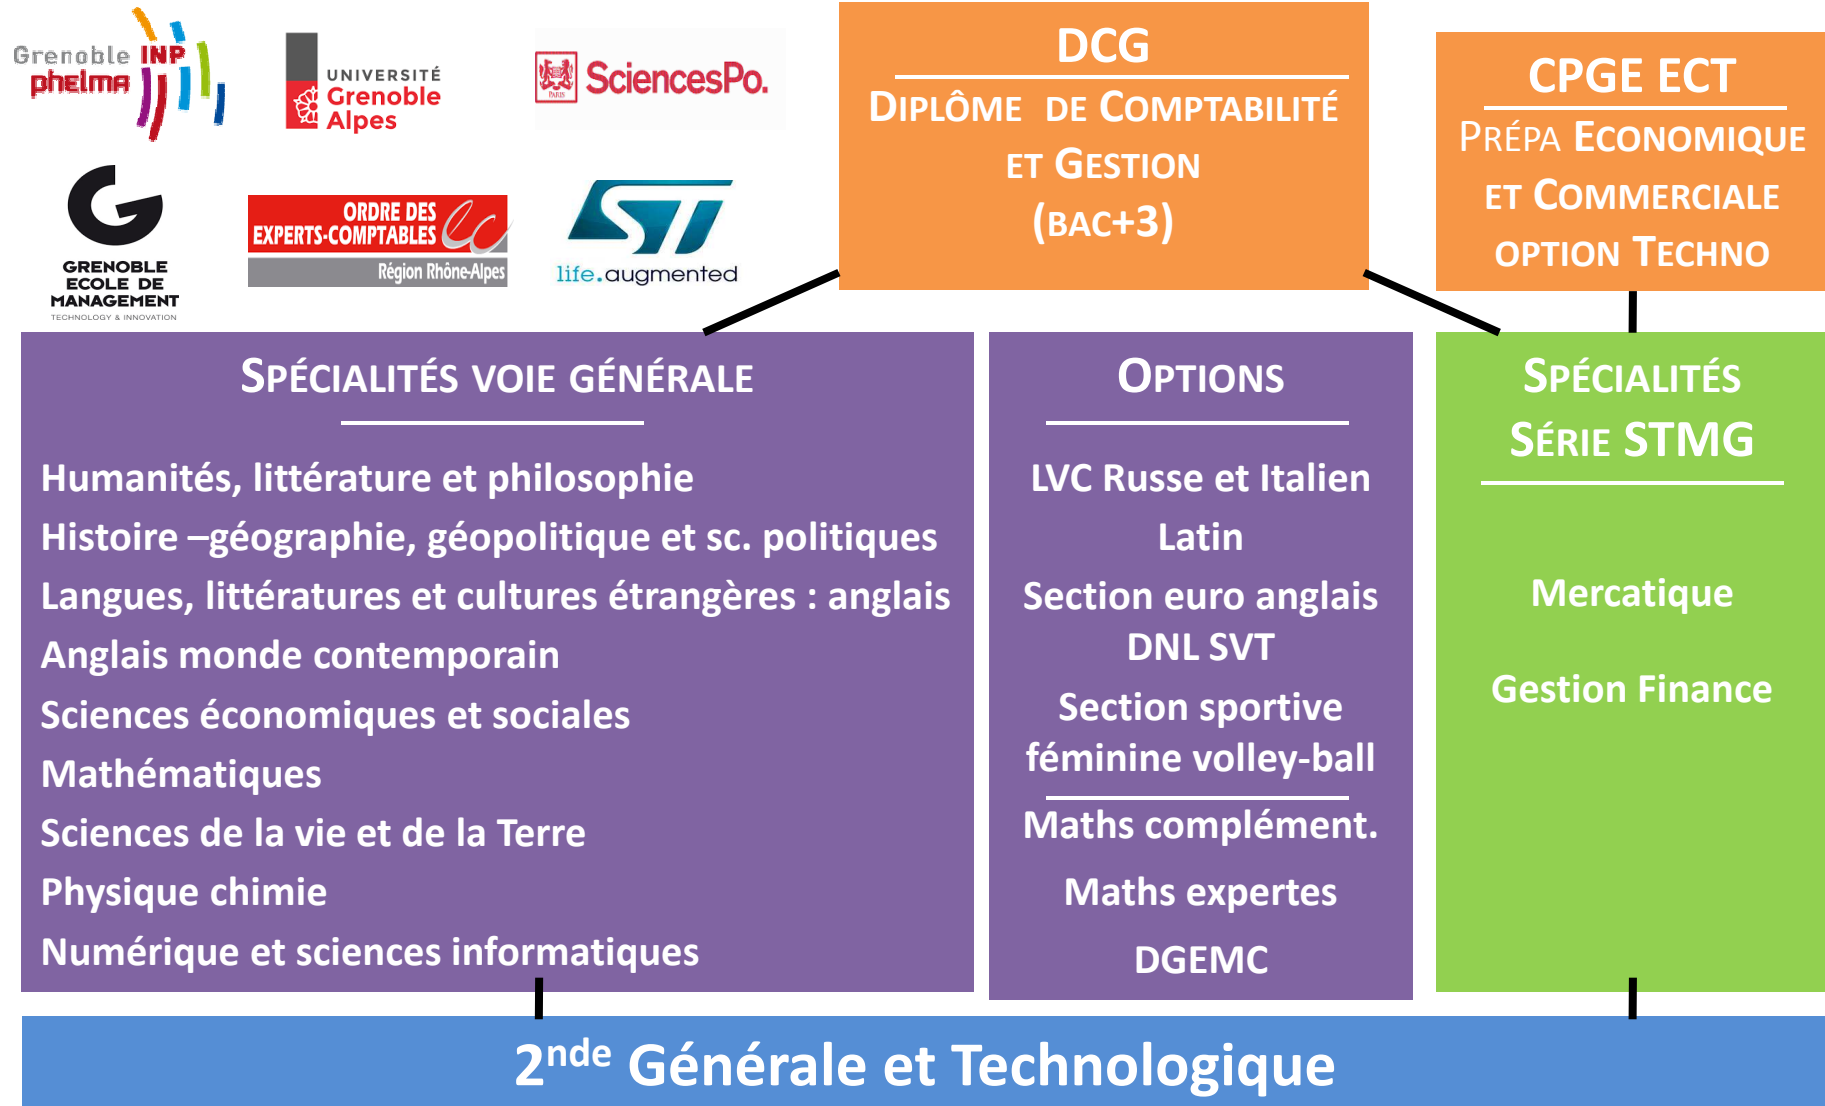 Grenoble INP
phelma
UNIVERSITÉ
Grenoble
Alpes
PARIS
SciencesPo.
GRENOBLE
ECOLE DE
MANAGEMENT
TECHNOLOGY & INNOVATION
ORDRE DES
EXPERTS-COMPTABLES
Région Rhône-Alpes
life.augmented
DCG
DIPLÔME DE COMPTABILITÉ
ET GESTION
(BAC+3)
CPGE ECT
PRÉPA ECONOMIQUE
ET COMMERCIALE
OPTION TECHNO
SPÉCIALITÉS VOIE GÉNÉRALE
Humanités, littérature et philosophie
Histoire –géographie, géopolitique et sc. politiques
Langues, littératures et cultures étrangères : anglais
Anglais monde contemporain
Sciences économiques et sociales
Mathématiques
Sciences de la vie et de la Terre
Physique chimie
Numérique et sciences informatiques
OPTIONS
LVC Russe et Italien
Latin
Section euro anglais
DNL SVT
Section sportive
féminine volley-ball
Maths complément.
Maths expertes
DGEMC
SPÉCIALITÉS
SÉRIE STMG
Mercatique
Gestion Finance
2nde Générale et Technologique